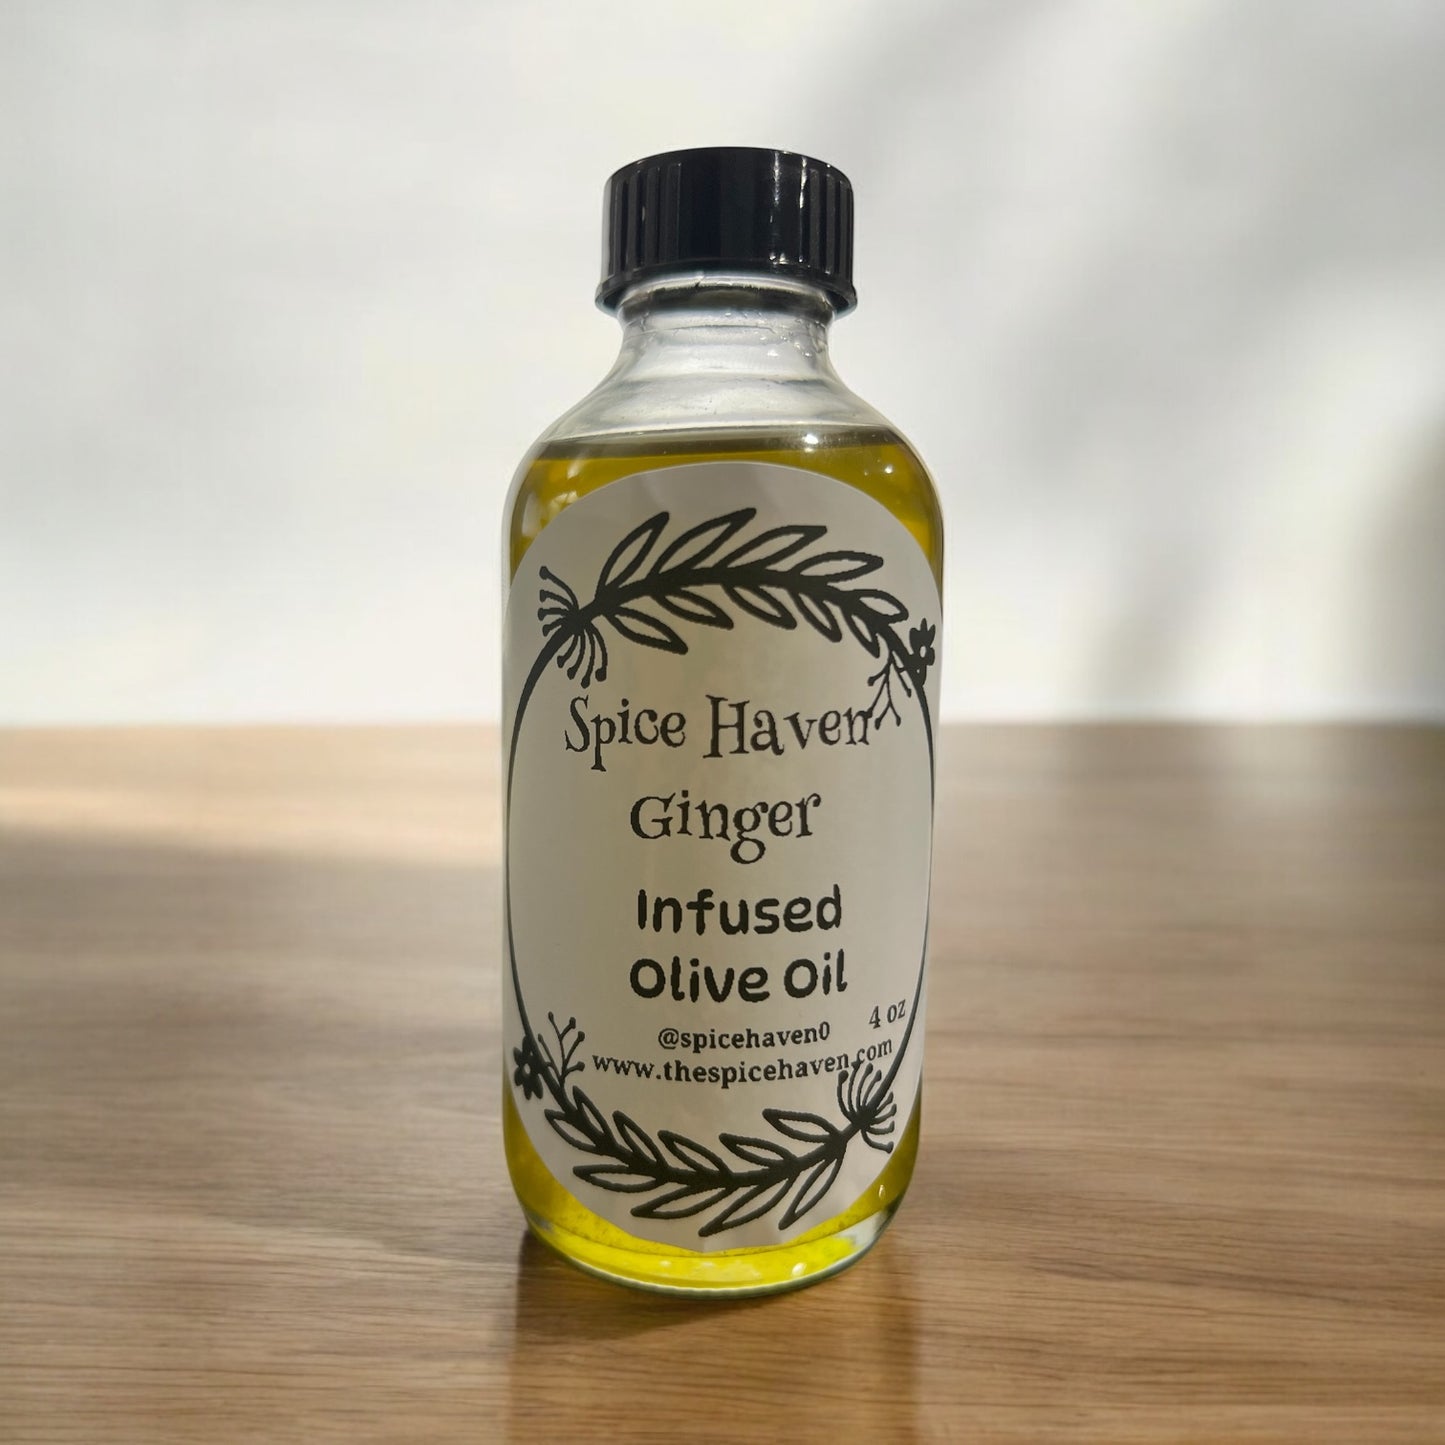 Spice Haven
Ginger
Infused
Olive Oil
4 oz
@spicehaven0
www.thespicehaven.com